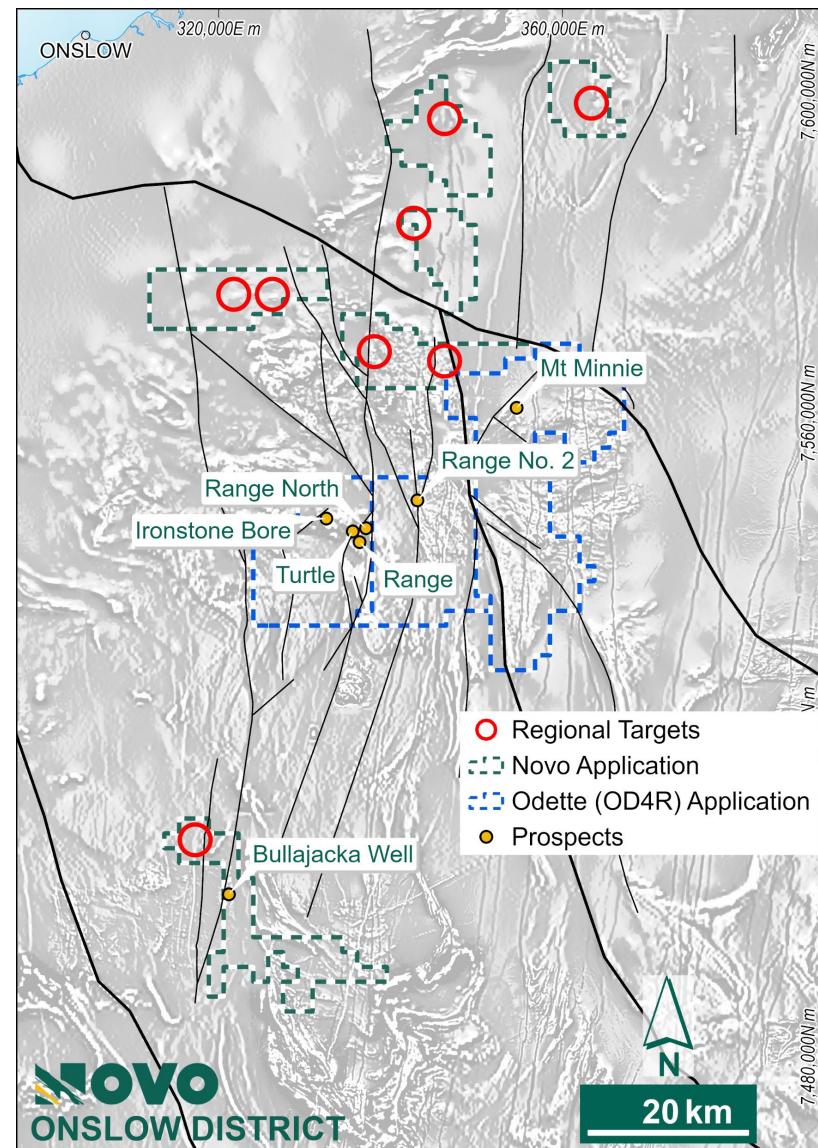 320,000E m
360,000E m
ONSLOW
7,600,000N m
Mt Minnie
7,560,000N m
Range No. 2
Range North
Ironstone Bore
Turtle
Range
N m
Regional Targets
Novo Application
Odette (OD4R) Application
Prospects
Bullajacka Well
7,480,000N m
N
NOVO
ONSLOW DISTRICT
20 km